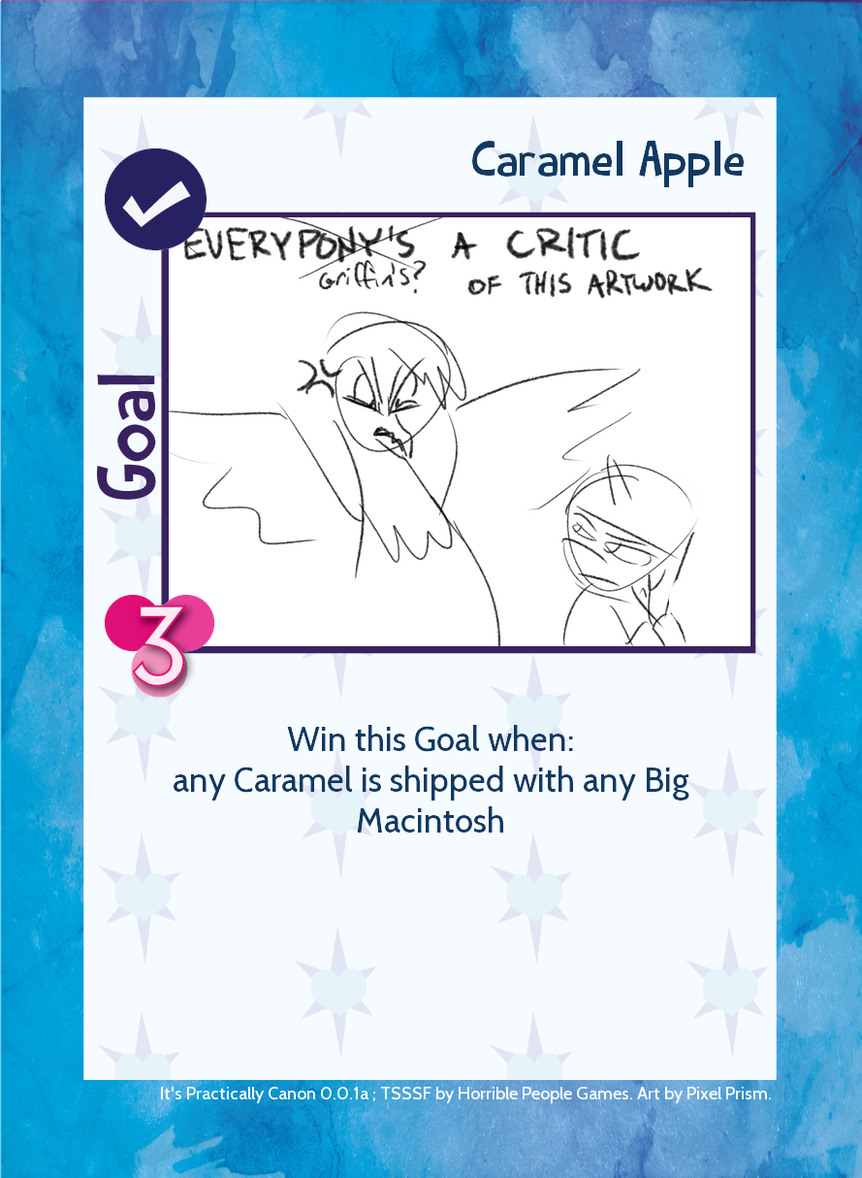 Caramel Apple
EVERYPONY'S A CRITIC
Griffin's? OF THIS ARTWORK
Goal
3
Win this Goal when:
any Caramel is shipped with any Big
Macintosh
It's Practically Canon 0.0.1a ; TSSSF by Horrible People Games. Art by Pixel Prism.